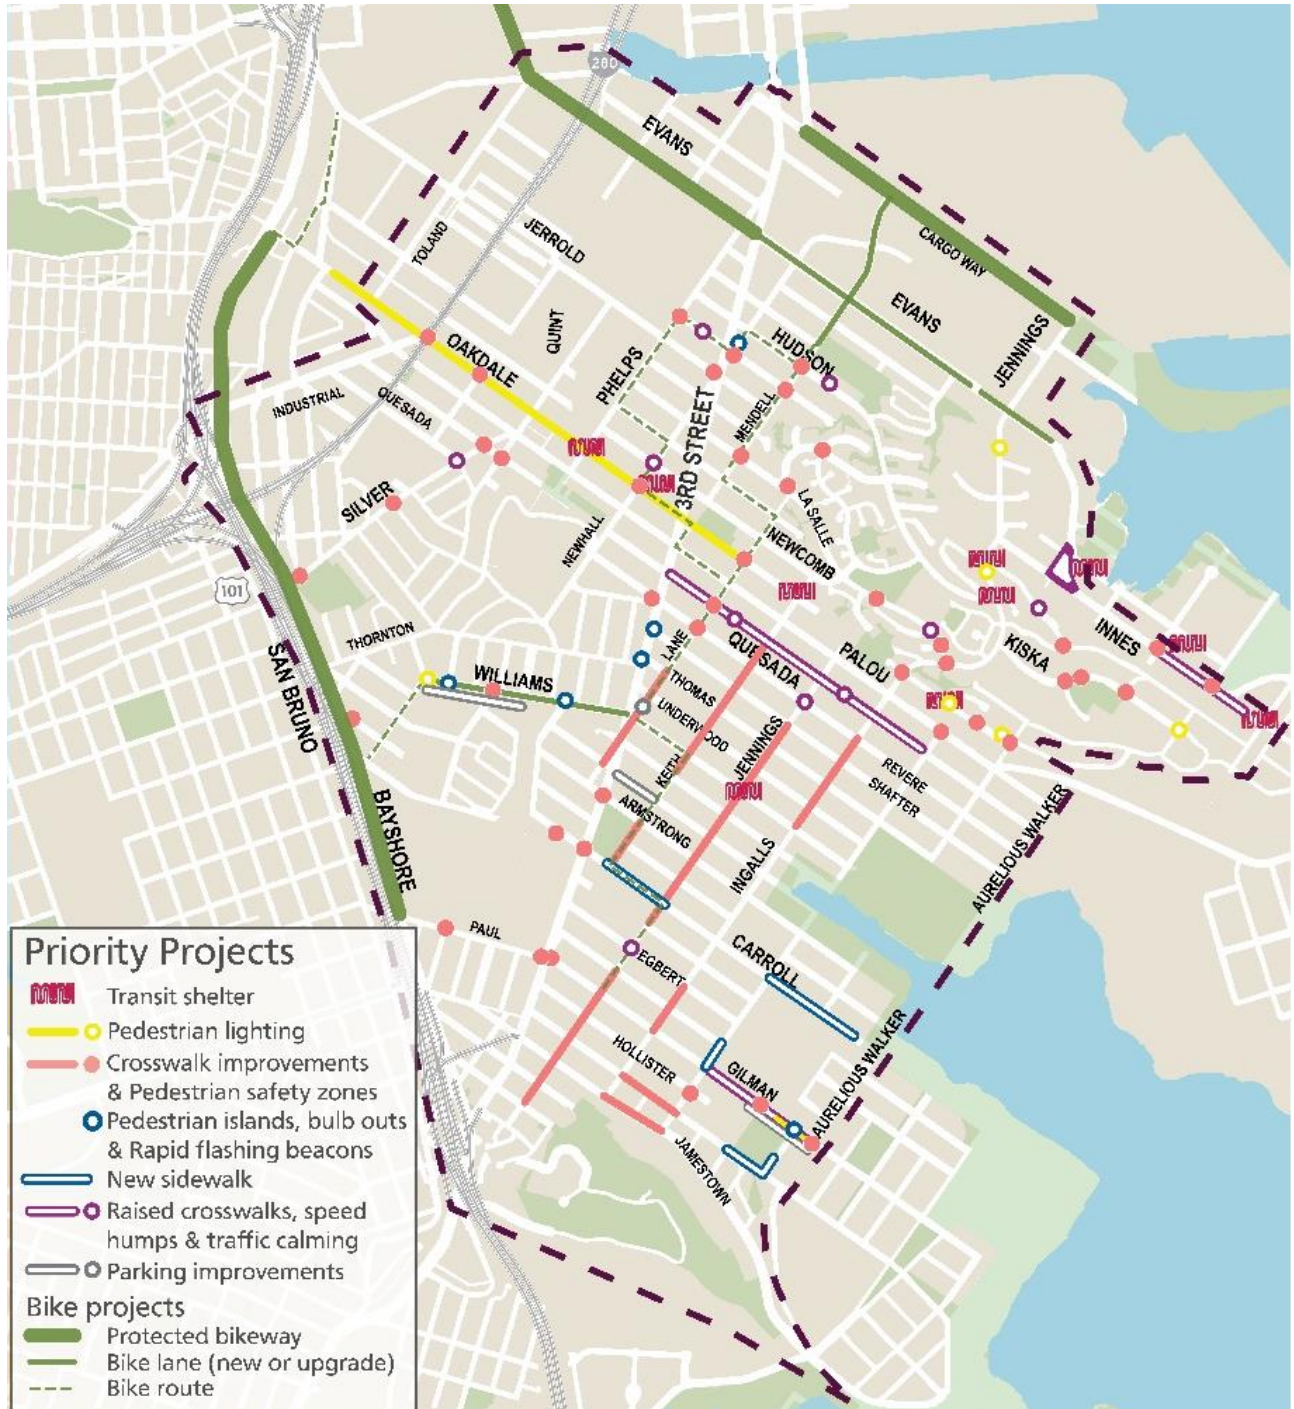 280
EVANS
CARGO WAY
TOLAND
JERROLD
EVANS
JENNINGS
QUINT
HUDSON
OAKDALE
PHELPS
INDUSTRIAL
QUESADA
3RD STREET
MENDELL
SILVER
LA SALLE
NEWHALL
NEWCOMB
101
THORNTON
LANE
QUESADA
PALOU
KISKA
INNES
SAN BRUNO
WILLIAMS
THOMAS
UNDERWOOD
JENNINGS
KEITH
REVERE
SHAFTER
BAYSHORE
ARMSTRONG
INGALLS
AURELIOUS WALKER
PAUL
EGBERT
CARROLL
HOLLISTER
GILMAN
AURELIOUS WALKER
JAMESTOWN
Priority Projects
Transit shelter
Pedestrian lighting
Crosswalk improvements
& Pedestrian safety zones
Pedestrian islands, bulb outs
& Rapid flashing beacons
New sidewalk
Raised crosswalks, speed
humps & traffic calming
Parking improvements
Bike projects
Protected bikeway
Bike lane (new or upgrade)
Bike route